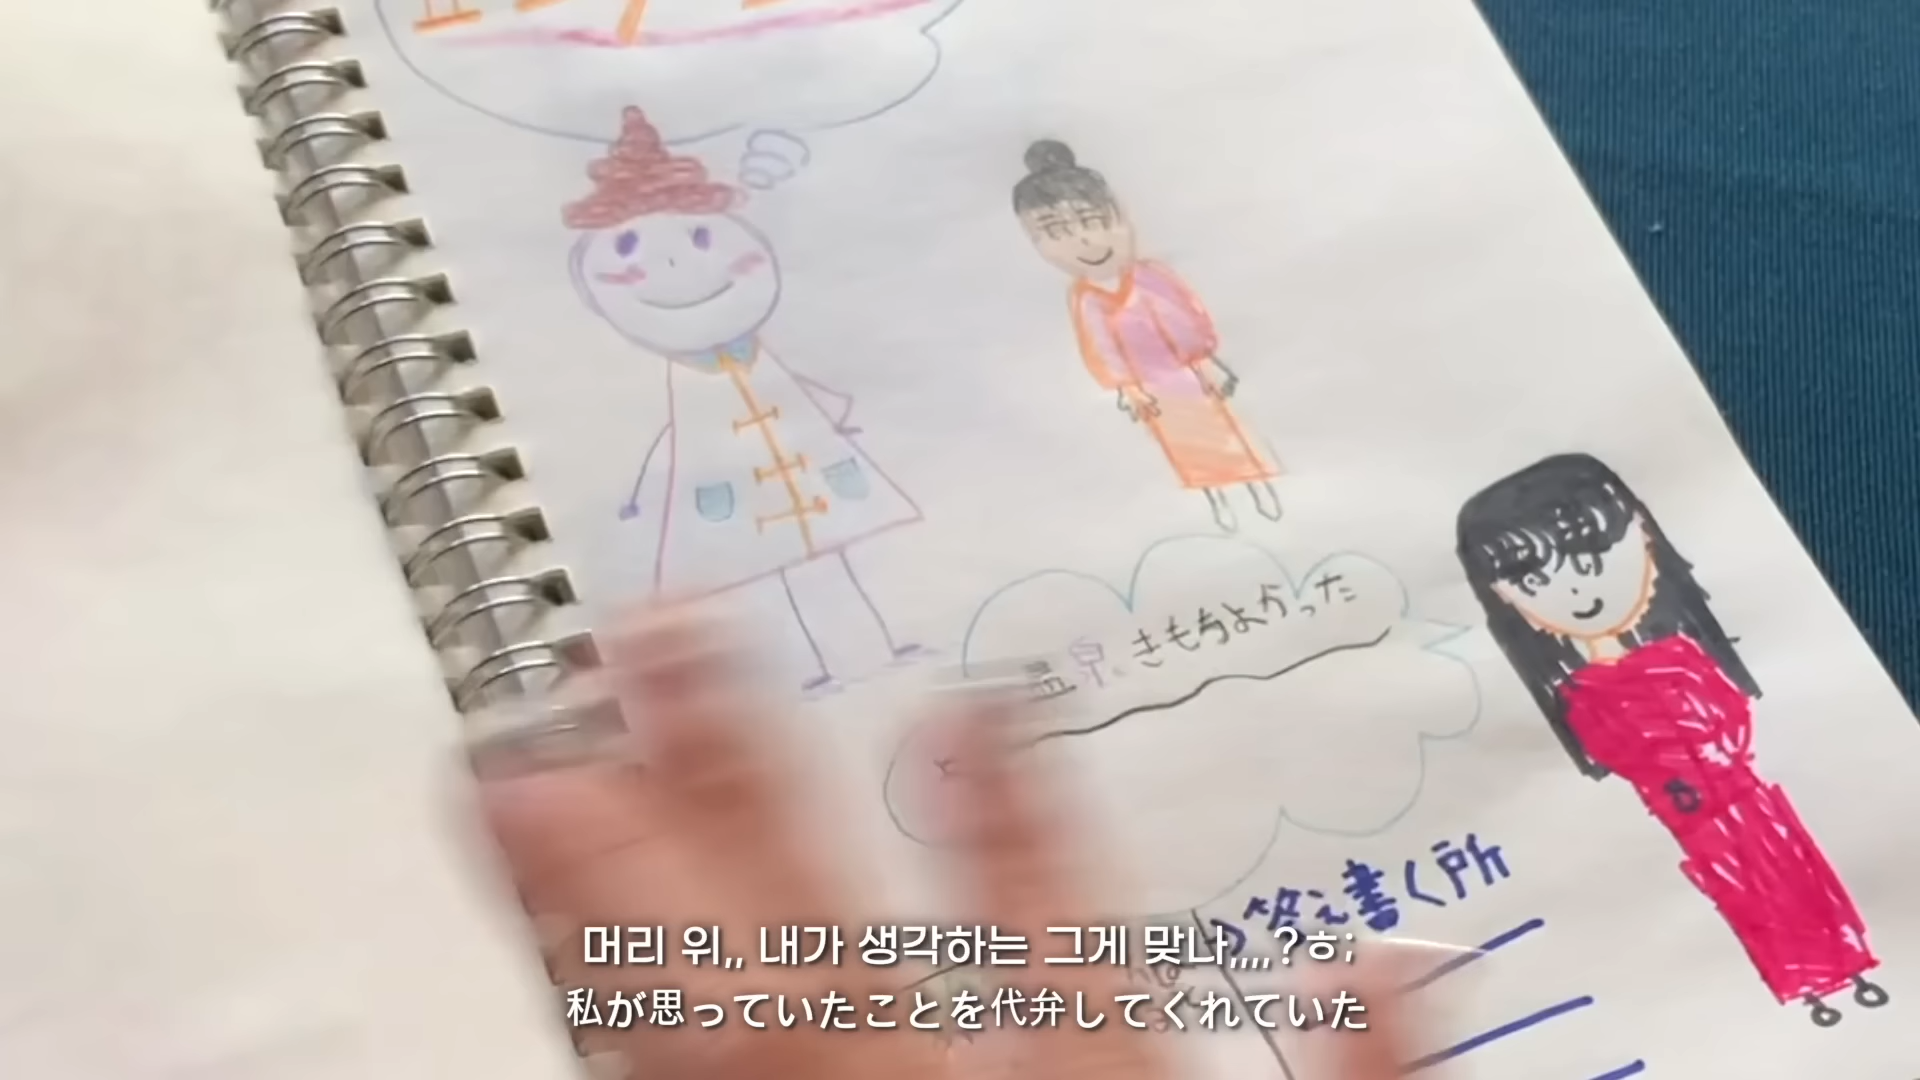 温泉。きもちよかった
答え書く所
머리 위,, 내가 생각하는 그게 맞나,,,,?ㅎ;
私が思っていたことを代弁してくれていた